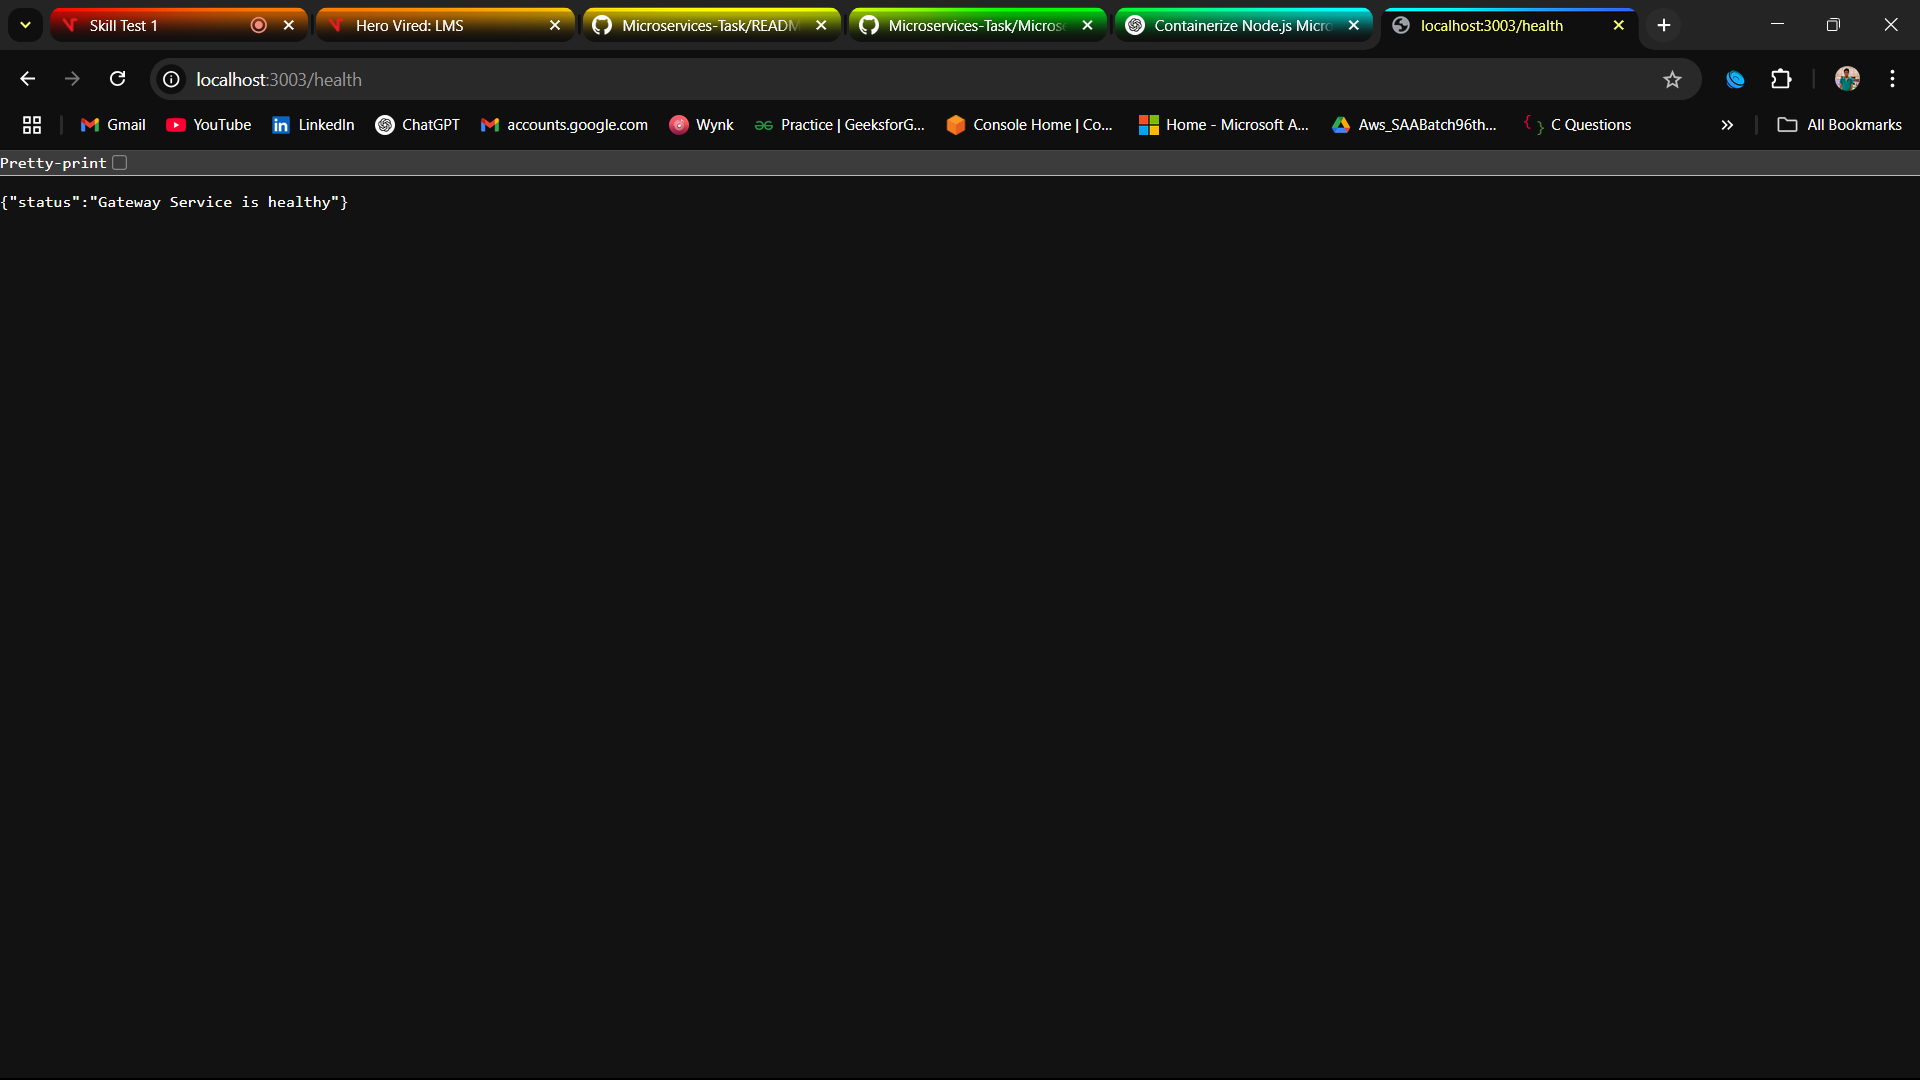 Skill Test 1
Hero Vired: LMS
Microservices-Task/READM
Microservices-Task/Micros
Containerize Node.js Micro
localhost:3003/health
localhost:3003/health
Gmail
YouTube
LinkedIn
ChatGPT
accounts.google.com
Wynk
Practice | GeeksforG...
Console Home | Co...
Home - Microsoft A...
Aws_SAABatch96th...
C Questions
All Bookmarks
Pretty-print
{"status":"Gateway Service is healthy"}